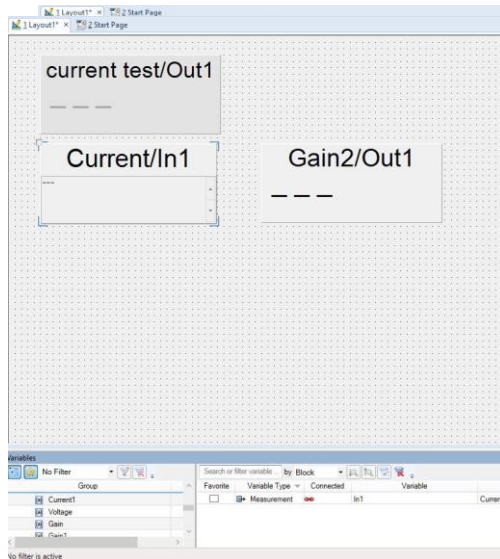 1 Layout1* × 2 Start Page
1 Layout1* × 2 Start Page
current test/Out1
---
Current/In1
---
Gain2/Out1
---
Variables
No Filter
Search or filter variable... by Block
Group
Favorite Variable Type Connected Variable
Current1
Measurement In1 Curren
Voltage
Gain
Gain1
No filter is active